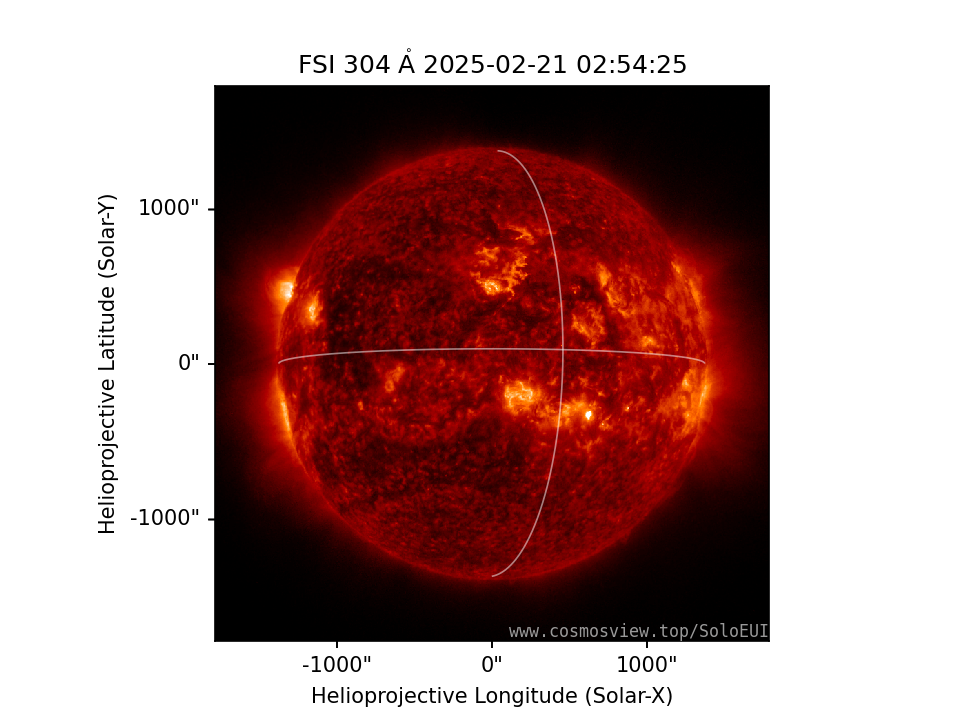 FSI 304 Å 2025-02-21 02:54:25
Helioprojective Latitude (Solar-Y)
1000"
0"
-1000"
www.cosmosview.top/SoloEUI
-1000" 0" 1000"
Helioprojective Longitude (Solar-X)